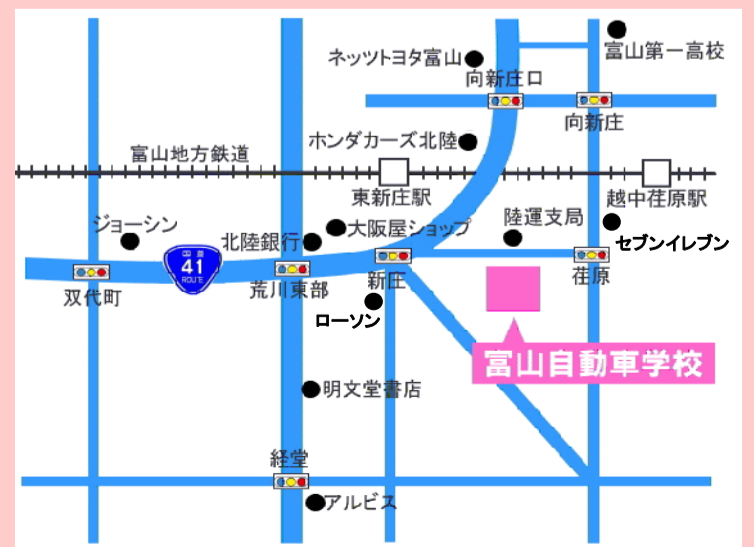 富山第一高校
ネッツトヨタ富山
向新庄口
向新庄
ホンダカーズ北陸
富山地方鉄道
東新庄駅
越中荏原駅
ジョーシン
北陸銀行
大阪屋ショップ
陸運支局
セブンイレブン
国道
41
ROUTE
双代町
荒川東部
新庄
荏原
ローソン
富山自動車学校
明文堂書店
経堂
アルビス